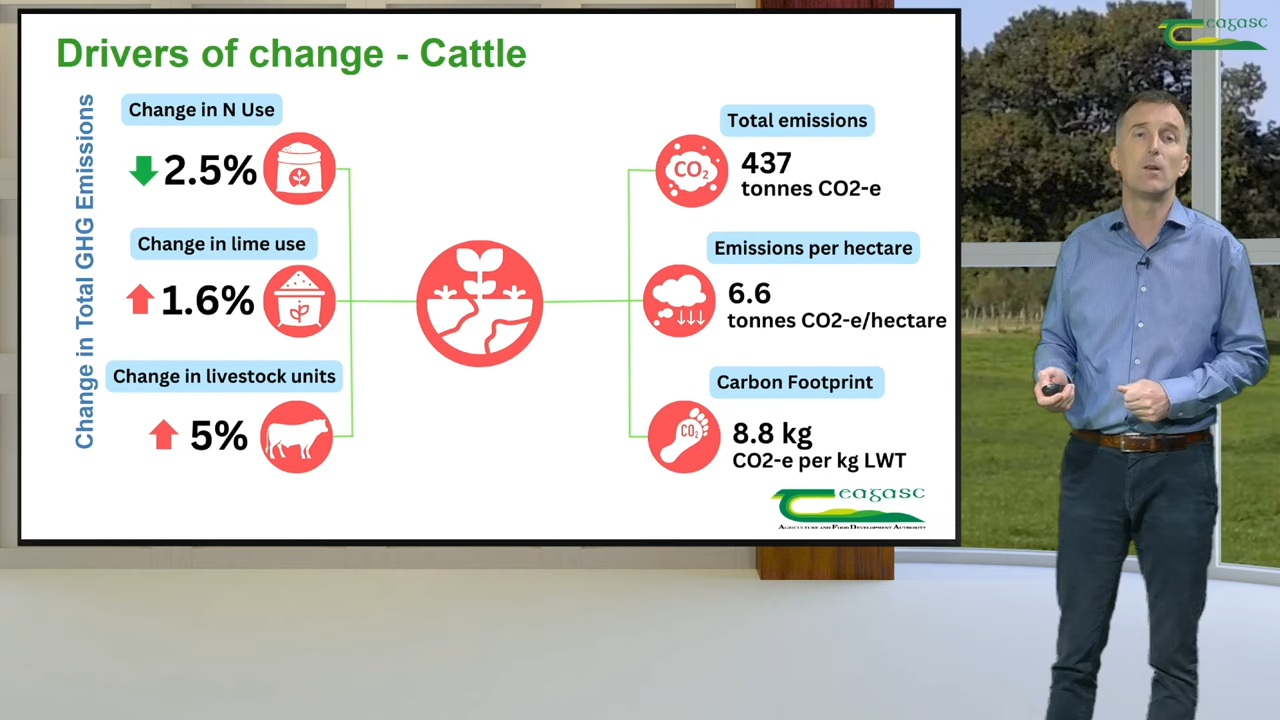 Drivers of change - Cattle
Change in Total GHG Emissions
Change in N Use
2.5%
Change in lime use
1.6%
Change in livestock units
5%
Total emissions
CO2
437
tonnes CO2-e
Emissions per hectare
6.6
tonnes CO2-e/hectare
Carbon Footprint
CO2
8.8 kg
CO2-e per kg LWT
eagasc
Agriculture and Food Development Authority
eagasc